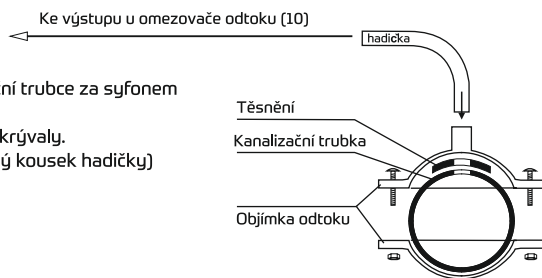 Ke výstupu u omezovače odtoku (10)
hadička
ní trubce za syfonem
krývaly.
ý kousek hadičky)
Těsnění
Kanalizační trubka
Objímka odtoku